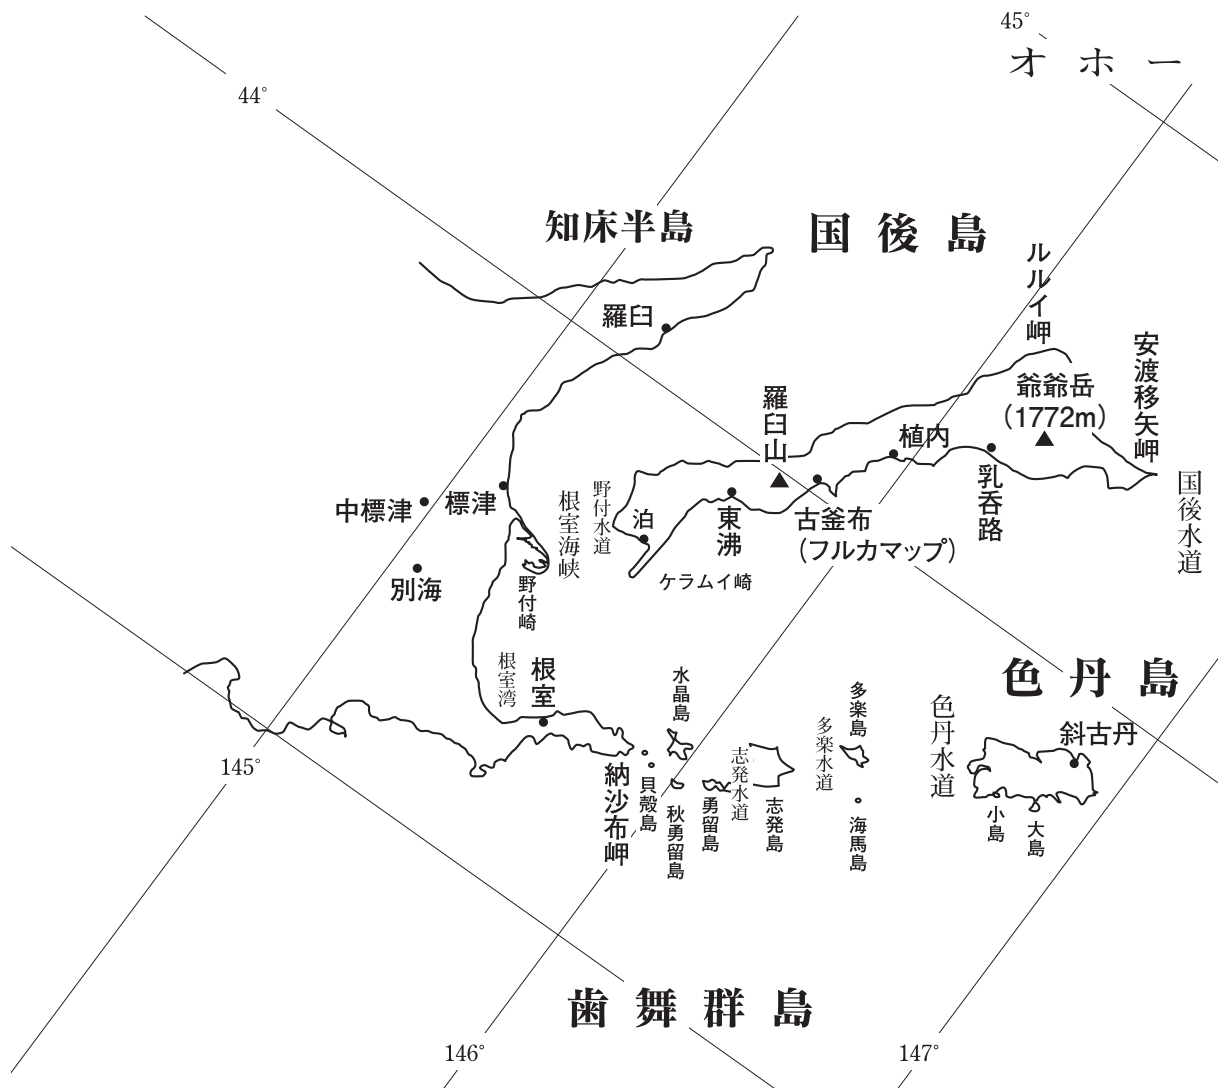 45°
オホー
44°
知床半島
国後島
ルルイ岬
羅臼
安渡移矢岬
爺爺岳
(1772m)
羅臼山
植内
乳呑路
国後水道
中標津
標津
根室海峡
野付水道
泊
東沸
古釜布
(フルカマップ)
別海
野付崎
ケラムイ崎
根室湾
根室
水晶島
多楽島
色丹島
色丹水道
斜古丹
多楽水道
志発水道
145°
納沙布岬
貝殻島
秋勇留島
勇留島
志発島
海馬島
小島
大島
歯舞群島
146°
147°